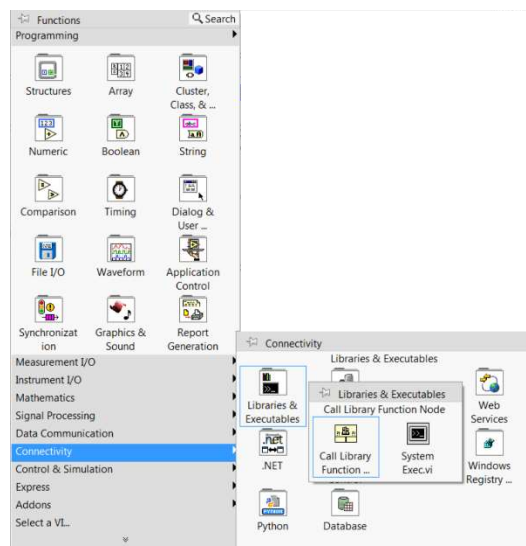 Functions
Search
Programming
Structures
Array
Cluster,
Class, & ...
Numeric
Boolean
String
Comparison
Timing
Dialog &
User ...
File I/O
Waveform
Application
Control
Synchronizat
ion
Graphics &
Sound
Report
Generation
Measurement I/O
Instrument I/O
Mathematics
Signal Processing
Data Communication
Connectivity
Control & Simulation
Express
Addons
Select a VI...
Connectivity
Libraries & Executables
Libraries &
Executables
Web
Services
.NET
Windows
Registry ...
Python
Database
Libraries & Executables
Call Library Function Node
Call Library
Function ...
System
Exec.vi